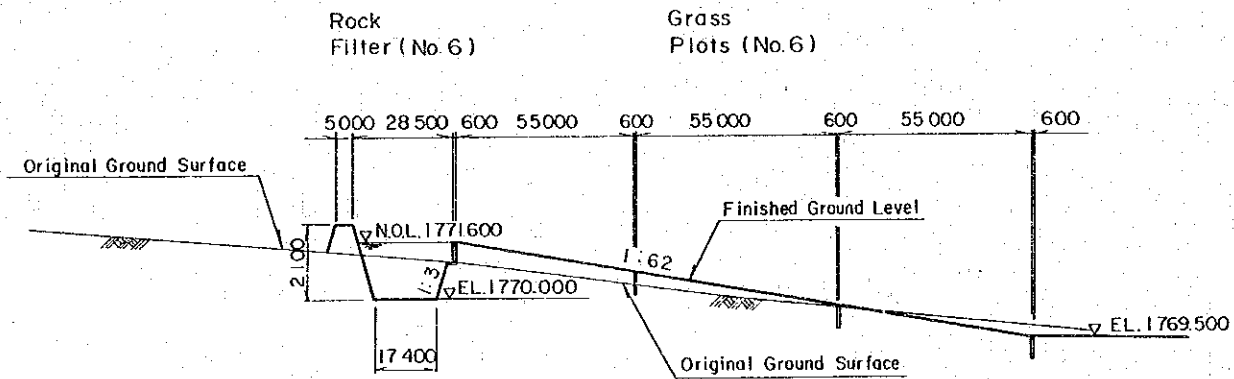 Rock
Filter (No. 6)
Grass
Plots (No. 6)
5000 28 500 600 55000 600 55 000 600 55 000 600
Original Ground Surface
Finished Ground Level
N.O.L. 1771.600
2100
1:62
1:3
EL. 1770.000
EL. 1769.500
17 400
Original Ground Surface